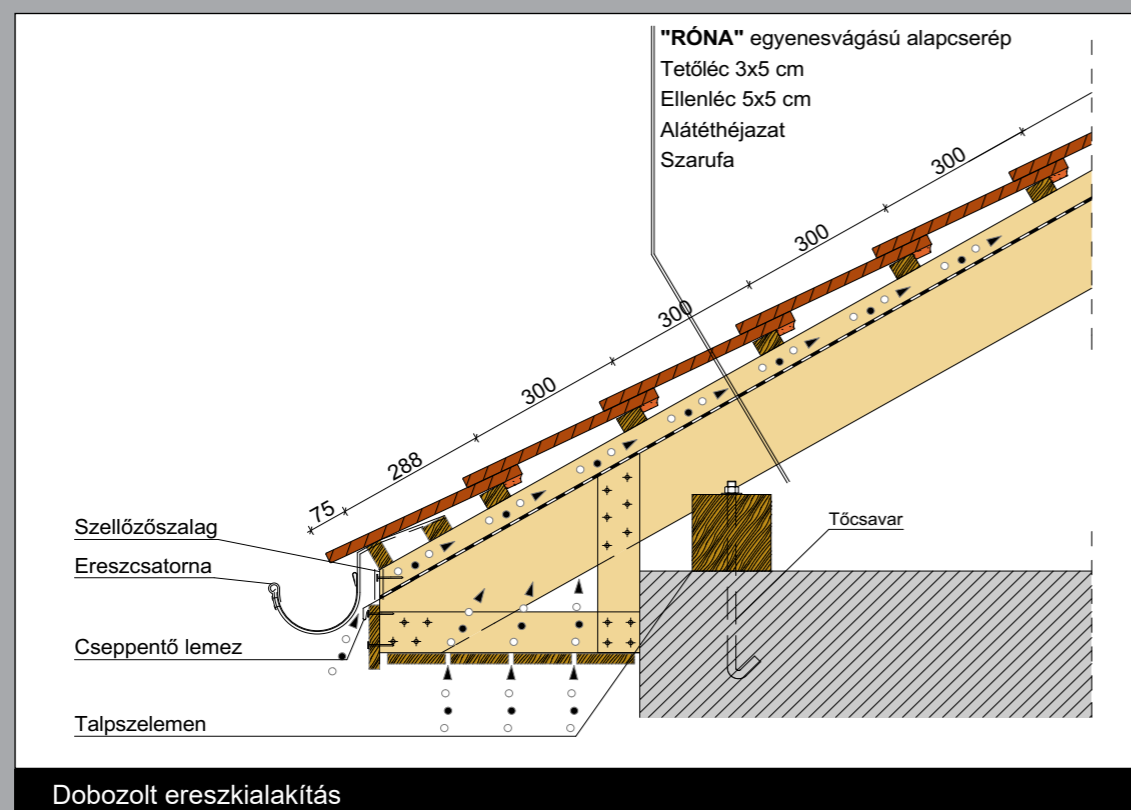 "RÓNA" egyenesvágású alapcserép
Tetőléc 3x5 cm
Ellenléc 5x5 cm
Alátéthéjazat
Szarufa
300
300
300
300
288
75
Szellőzőszalag
Ereszcsatorna
Tőcsavar
Cseppentő lemez
Talpszelemen
Dobozolt ereszkialakítás